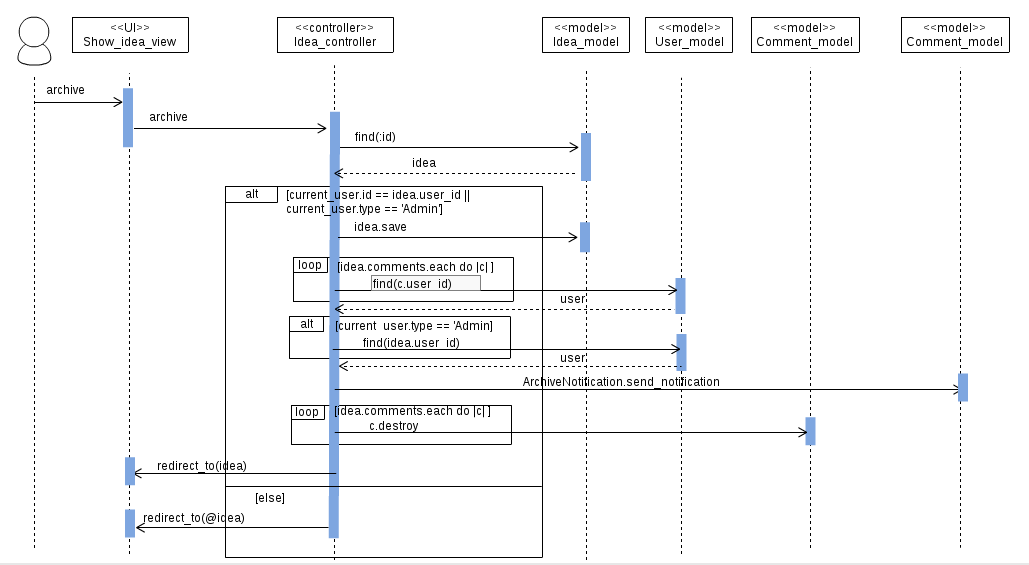 <<UI>>
Show_idea_view
<<controller>>
Idea_controller
<<model>>
Idea_model
<<model>>
User_model
<<model>>
Comment_model
<<model>>
Comment_model
archive
archive
find(:id)
idea
alt
[current_user.id == idea.user_id ||
current_user.type == 'Admin']
idea.save
loop
[idea.comments.each do |c| ]
find(c.user_id)
user
alt
[current_user.type == 'Admin]
find(idea.user_id)
user
ArchiveNotification.send_notification
loop
[idea.comments.each do |c| ]
c.destroy
redirect_to(idea)
[else]
redirect_to(@idea)